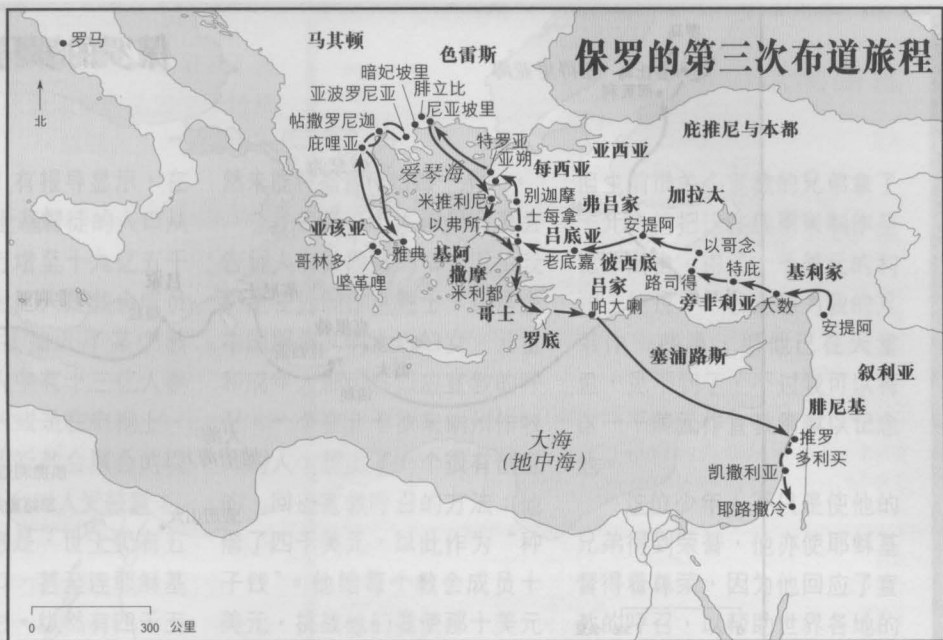 保罗的第三次布道旅程
罗马
北
马其顿
色雷斯
暗妃坡里
腓立比
亚波罗尼亚
尼亚坡里
帖撒罗尼迦
庇哩亚
特罗亚
亚朔
每西亚
亚西亚
庇推尼与本都
爱琴海
米推利尼
别迦摩
弗吕家
加拉太
以弗所
士每拿
安提阿
亚该亚
吕底亚
以哥念
哥林多
雅典
基阿
老底嘉
彼西底
特庇
基利家
坚革哩
撒摩
米利都
吕家
路司得
旁非利亚
大数
哥士
帕大喇
安提阿
罗底
塞浦路斯
叙利亚
腓尼基
大海
(地中海)
推罗
多利买
凯撒利亚
耶路撒冷
0 300 公里